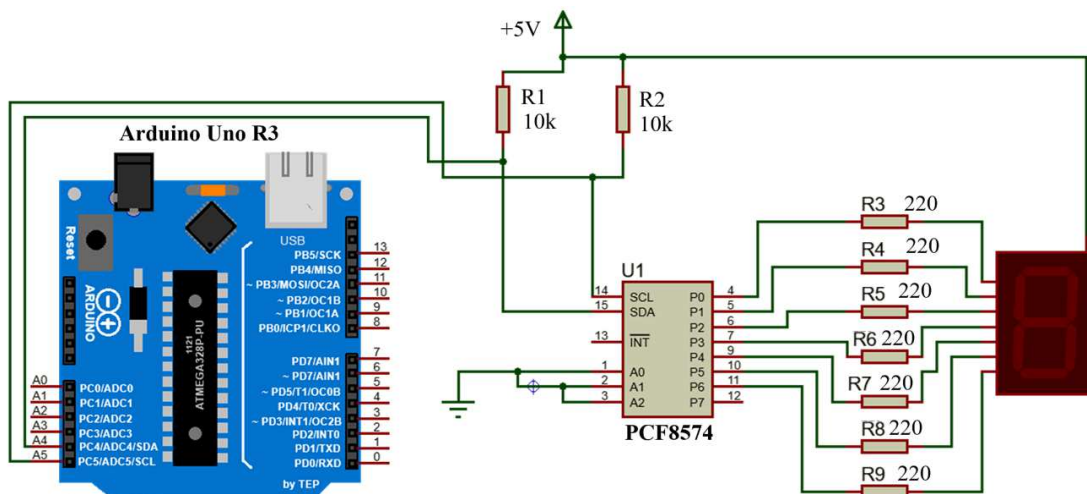 +5V
R1
10k
R2
10k
Arduino Uno R3
Reset
USB
ARDUINO
1121
ATMEGA328P-PU
PB5/SCK 13
PB4/MISO 12
~ PB3/MOSI/OC2A 11
~ PB2/OC1B 10
~ PB1/OC1A 9
PB0/ICP1/CLKO 8
PD7/AIN1 7
~ PD7/AIN1 6
~ PD5/T1/OC0B 5
PD4/T0/XCK 4
~ PD3/INT1/OC2B 3
PD2/INT0 2
PD1/TXD 1
PD0/RXD 0
A0 PC0/ADC0
A1 PC1/ADC1
A2 PC2/ADC2
A3 PC3/ADC3
A4 PC4/ADC4/SDA
A5 PC5/ADC5/SCL
by TEP
U1
14 SCL P0 4
15 SDA P1 5
P2 6
13 INT P3 7
P4 9
1 A0 P5 10
2 A1 P6 11
3 A2 P7 12
PCF8574
R3 220
R4 220
R5 220
R6 220
R7 220
R8 220
R9 220